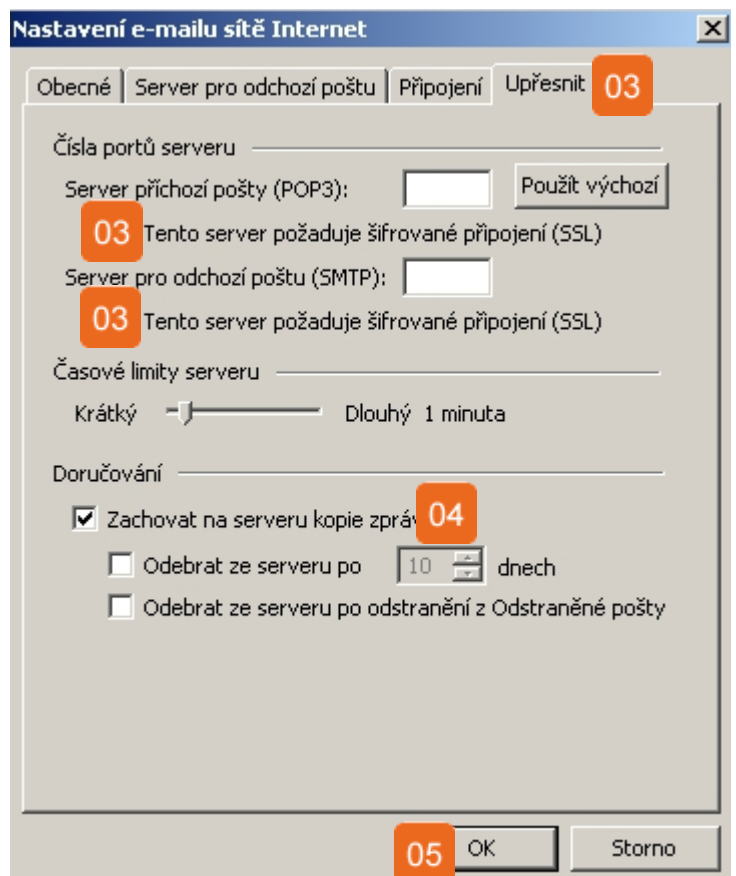 Nastavení e-mailu sítě Internet
Obecné Server pro odchozí poštu Připojení Upřesnit 03
Čísla portů serveru
Server příchozí pošty (POP3): Použít výchozí
03 Tento server požaduje šifrované připojení (SSL)
Server pro odchozí poštu (SMTP):
03 Tento server požaduje šifrované připojení (SSL)
Časové limity serveru
Krátký Dlouhý 1 minuta
Doručování
Zachovat na serveru kopie zpráv 04
Odebrat ze serveru po 10 dnech
Odebrat ze serveru po odstranění z Odstraněné pošty
05 OK Storno